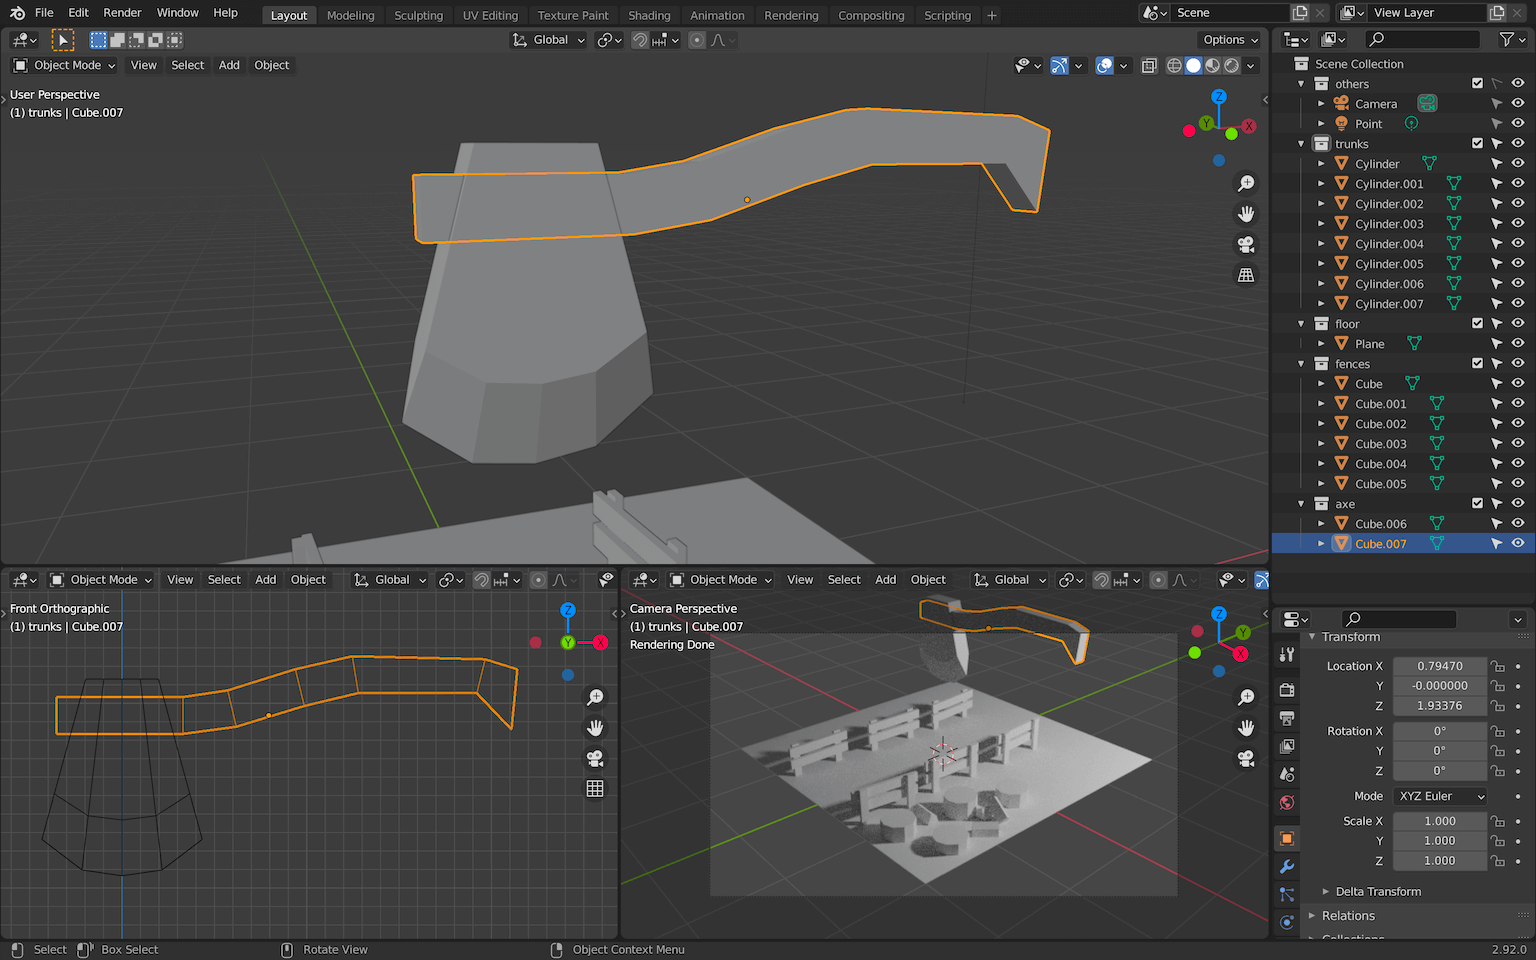 File Edit Render Window Help Layout Modeling Sculpting UV Editing Texture Paint Shading Animation Rendering Compositing Scripting + Scene View Layer
Global Options
Object Mode View Select Add Object
User Perspective
(1) trunks | Cube.007
Z
Y
X
Scene Collection
others
Camera
Point
trunks
Cylinder
Cylinder.001
Cylinder.002
Cylinder.003
Cylinder.004
Cylinder.005
Cylinder.006
Cylinder.007
floor
Plane
fences
Cube
Cube.001
Cube.002
Cube.003
Cube.004
Cube.005
axe
Cube.006
Cube.007
Object Mode View Select Add Object Global
Front Orthographic
(1) trunks | Cube.007
Z
Y
X
Object Mode View Select Add Object Global
Camera Perspective
(1) trunks | Cube.007
Rendering Done
Z
Y
X
Transform
Location X 0.79470
Y -0.000000
Z 1.93376
Rotation X 0°
Y 0°
Z 0°
Mode XYZ Euler
Scale X 1.000
Y 1.000
Z 1.000
Delta Transform
Relations
Select Box Select Rotate View Object Context Menu 2.92.0